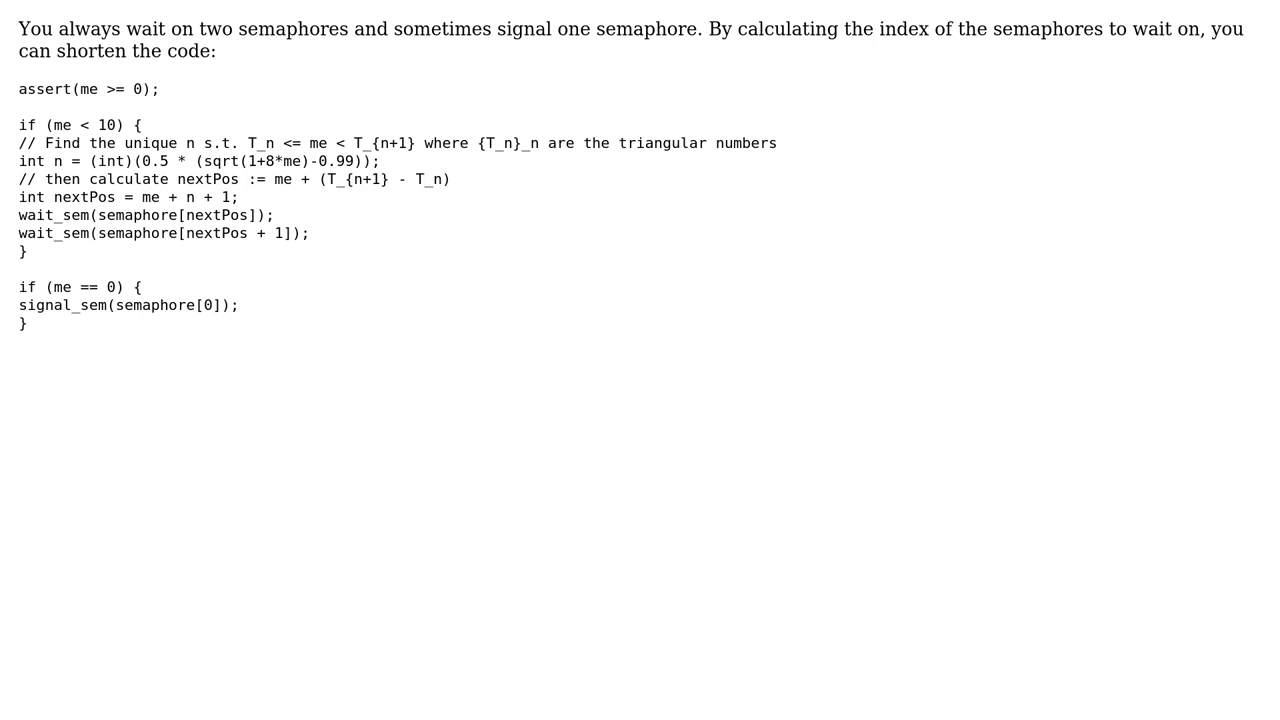 You always wait on two semaphores and sometimes signal one semaphore. By calculating the index of the semaphores to wait on, you
can shorten the code:
assert(me >= 0);
if (me < 10) {
// Find the unique n s.t. T_n <= me < T_{n+1} where {T_n}_n are the triangular numbers
int n = (int)(0.5 * (sqrt(1+8*me)-0.99));
// then calculate nextPos := me + (T_{n+1} - T_n)
int nextPos = me + n + 1;
wait_sem(semaphore[nextPos]);
wait_sem(semaphore[nextPos + 1]);
}
if (me == 0) {
signal_sem(semaphore[0]);
}